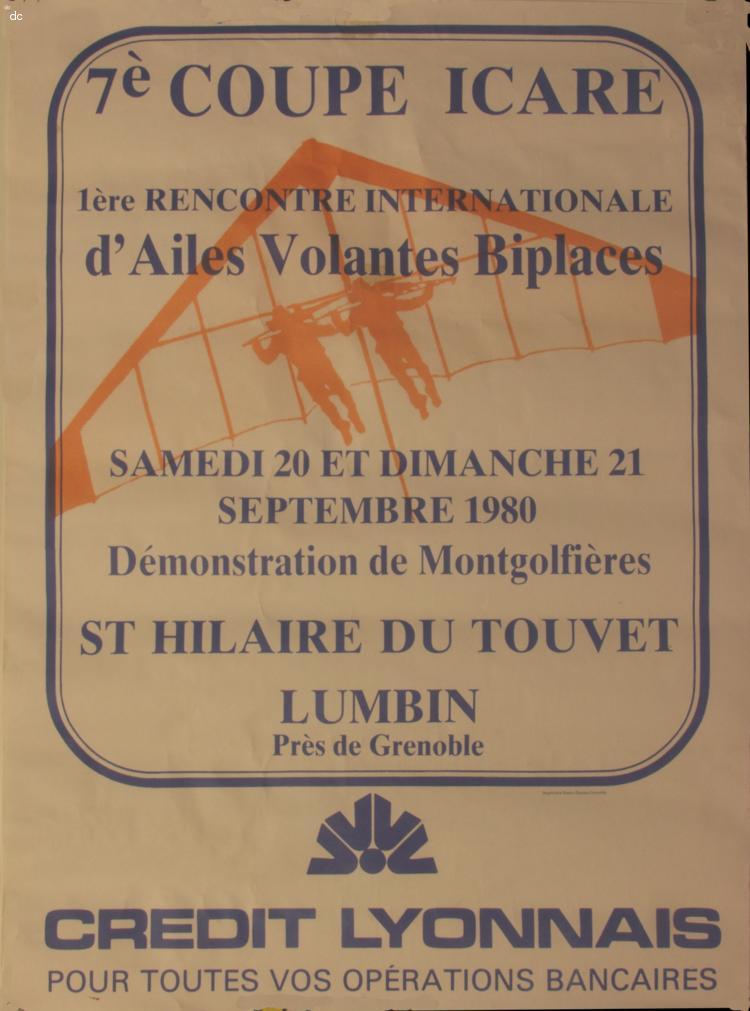 dc
7è COUPE ICARE
1ère RENCONTRE INTERNATIONALE
d'Ailes Volantes Biplaces
SAMEDI 20 ET DIMANCHE 21
SEPTEMBRE 1980
Démonstration de Montgolfières
ST HILAIRE DU TOUVET
LUMBIN
Près de Grenoble
CREDIT LYONNAIS
POUR TOUTES VOS OPÉRATIONS BANCAIRES